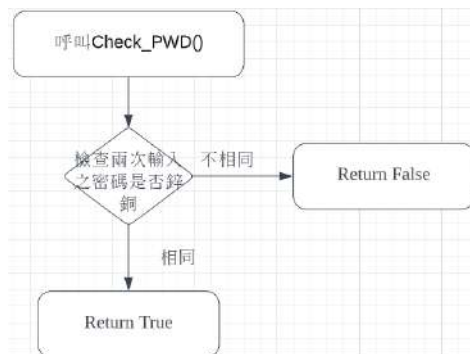 呼叫Check_PWD()
檢查兩次輸入
之密碼是否鋅
銅
不相同
Return False
相同
Return True